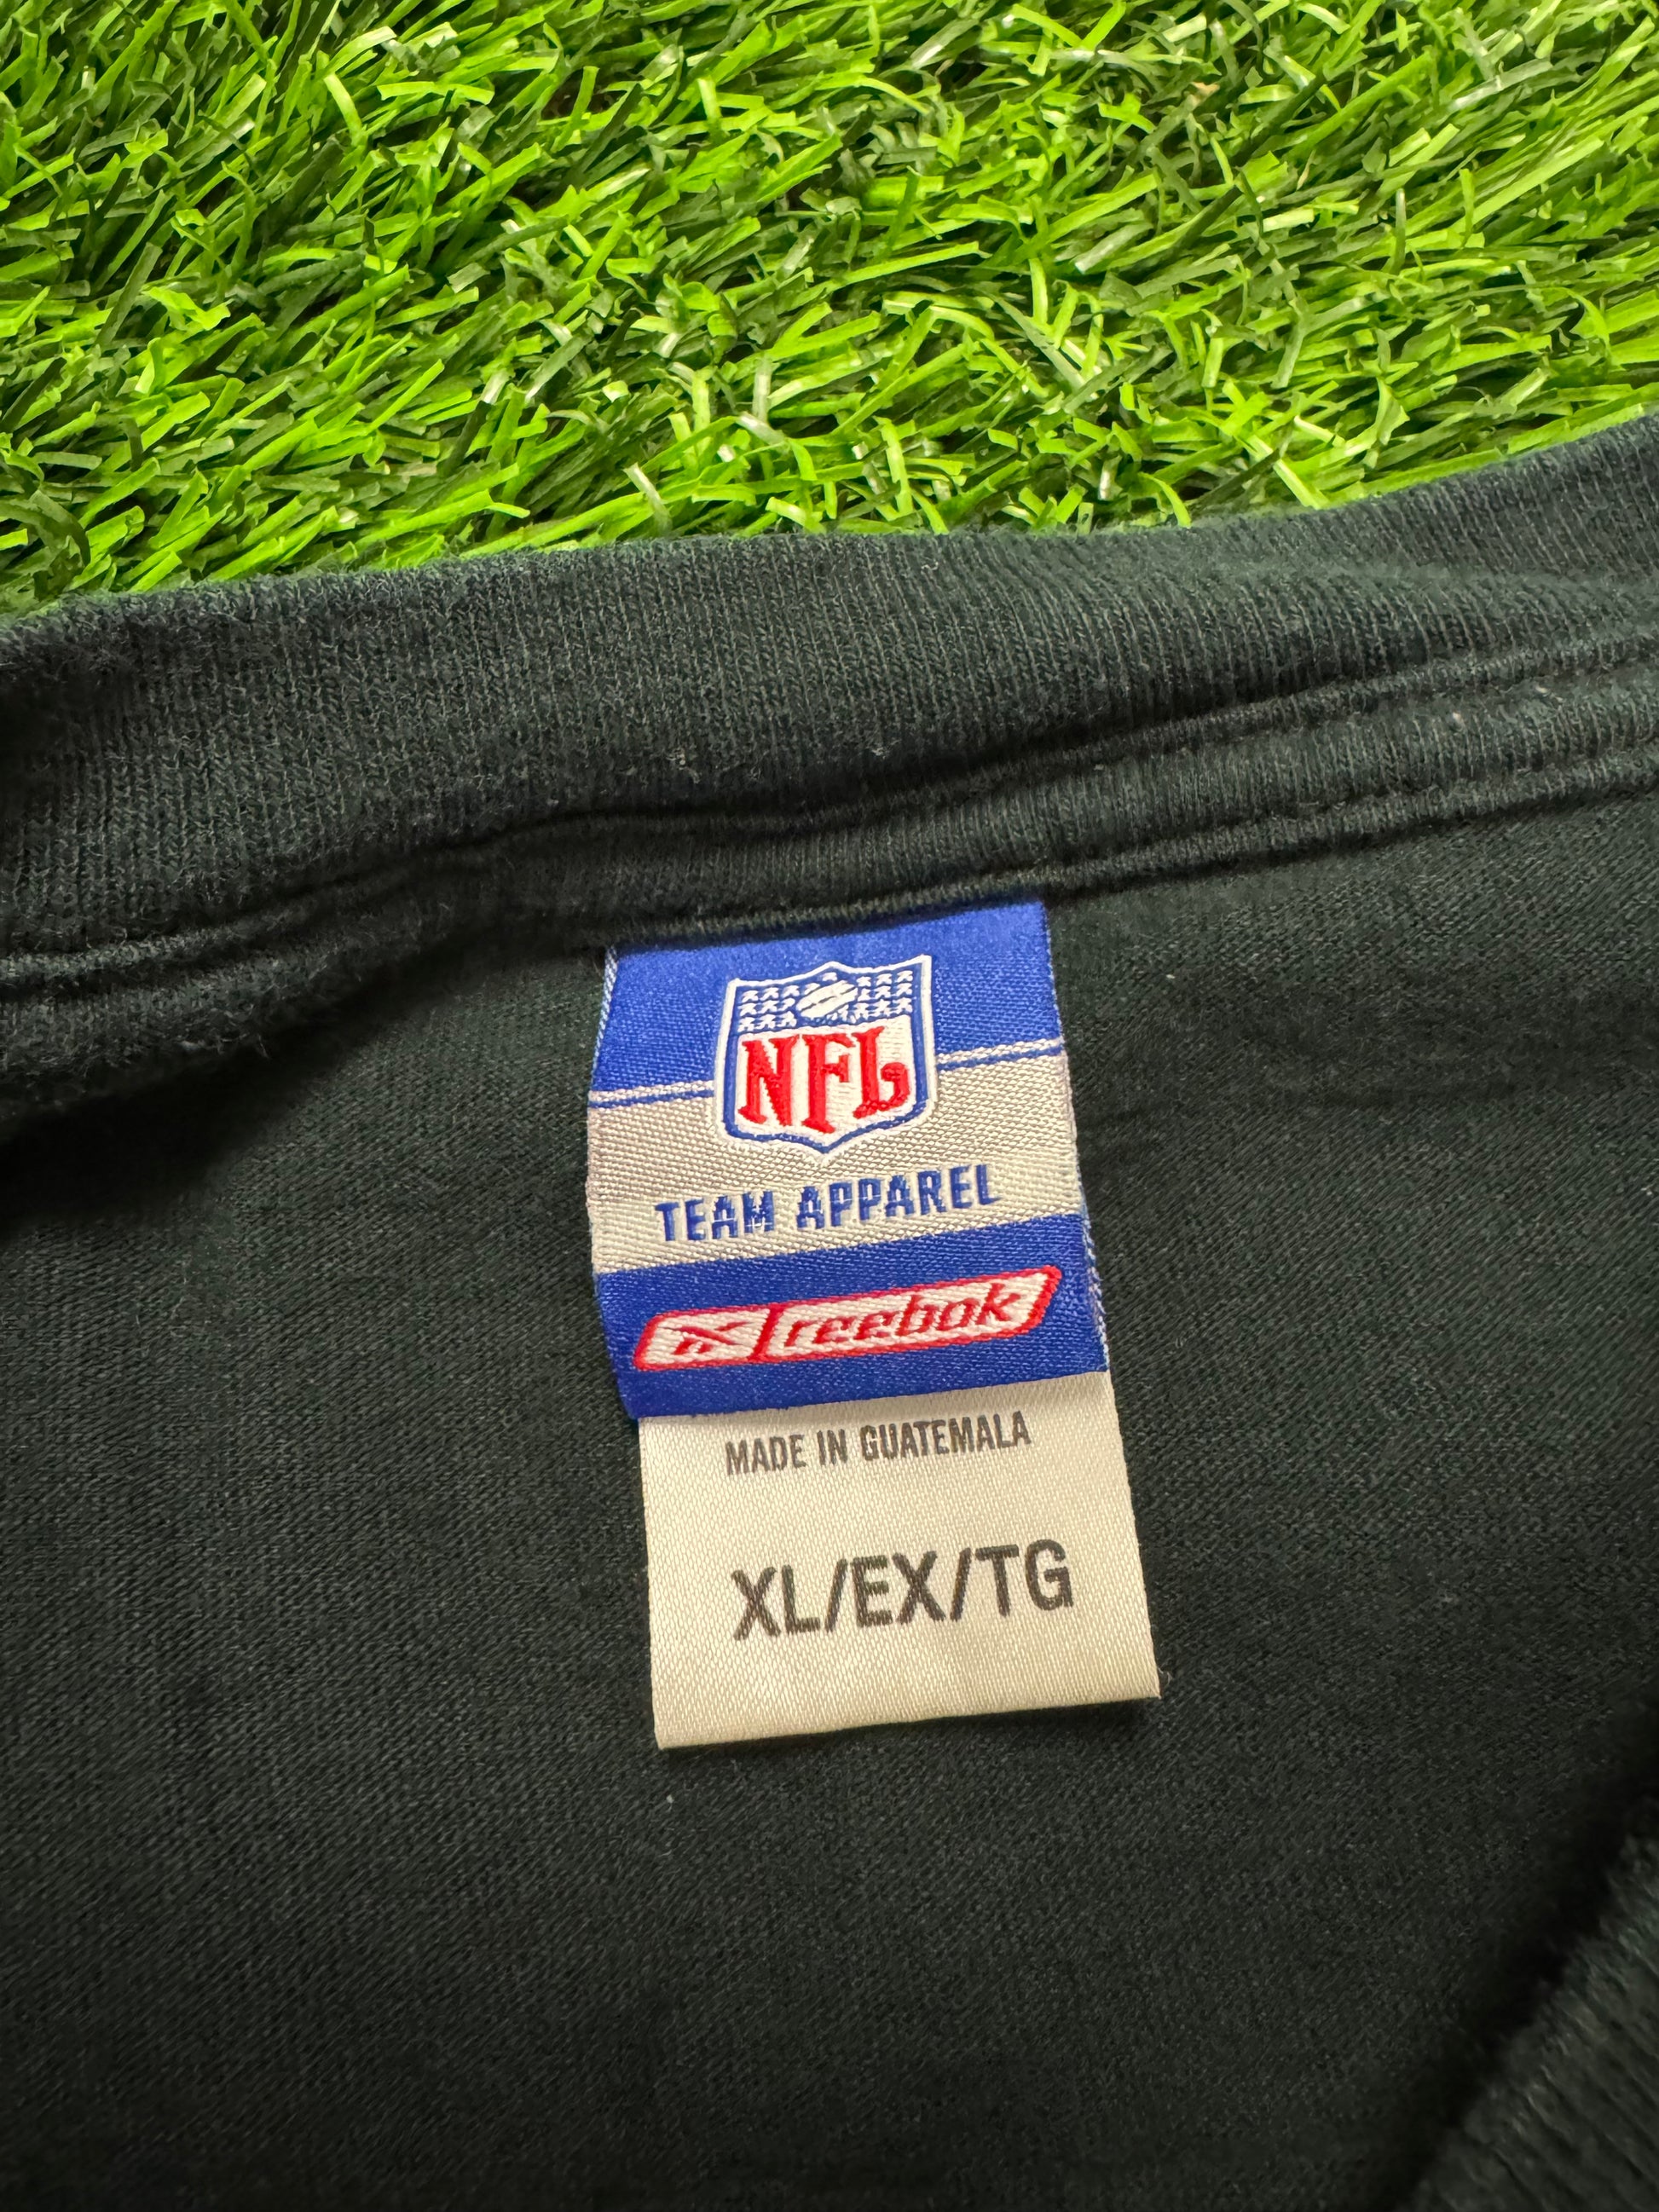 NFL
TEAM APPAREL
reebok
MADE IN GUATEMALA
XL/EX/TG